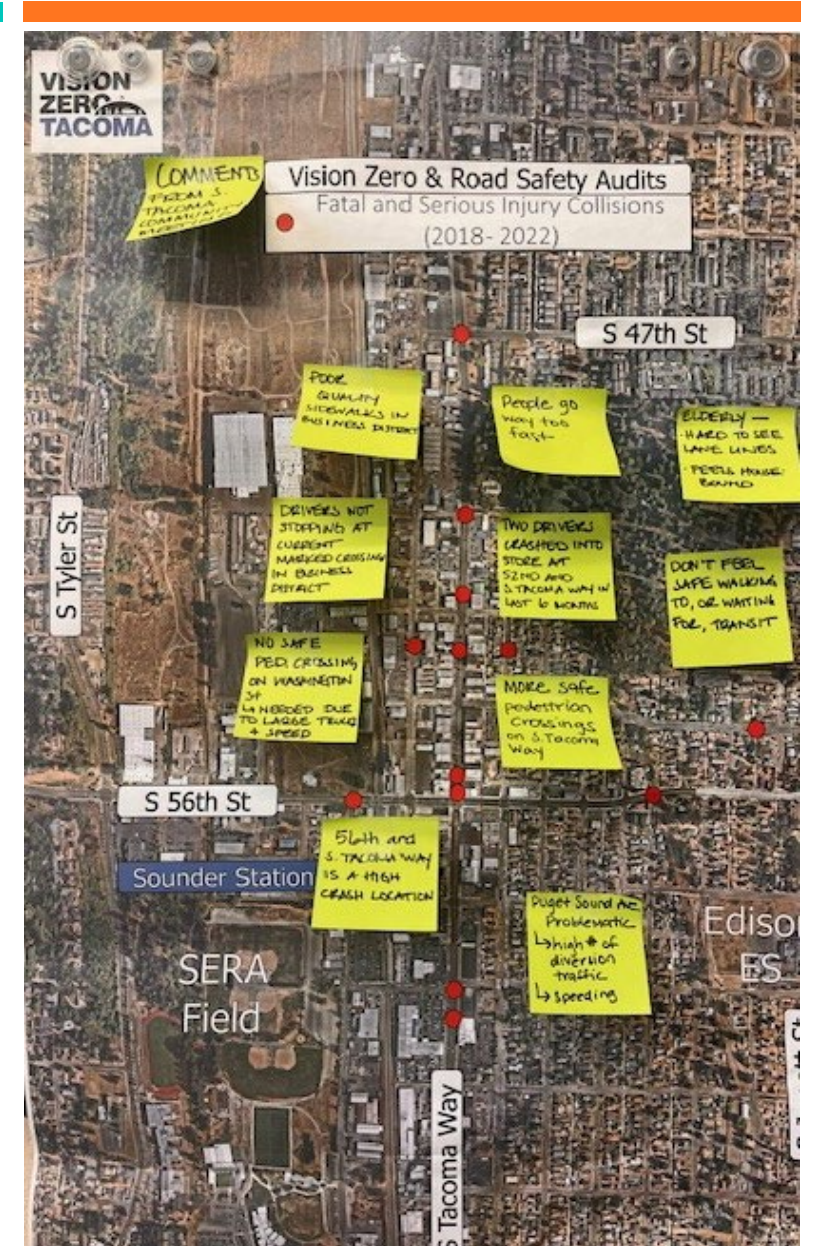 VISION
ZERO
TACOMA
COMMENTS
FROM S.
TACOMA
COMMUNITY
MEETING
Vision Zero & Road Safety Audits
Fatal and Serious Injury Collisions
(2018- 2022)
S 47th St
POOR
QUALITY
SIDEWALKS IN
BUSINESS DISTRICT
People go
way too
fast
ELDERLY —
- HARD TO SEE
LANE LINES
- FEELS HOUSE-
BOUND
S Tyler St
DRIVERS NOT
STOPPING AT
CURRENT
MARKED CROSSING
IN BUSINESS
DISTRICT
TWO DRIVERS
CRASHED INTO
STORE AT
52ND AND
S. TACOMA WAY IN
LAST 6 MONTHS
DON'T FEEL
SAFE WALKING
TO, OR WAITING
FOR, TRANSIT
NO SAFE
PED. CROSSING
ON WASHINGTON
ST
↳ NEEDED DUE
TO LARGE TRUCKS
+ SPEED
MORE safe
pedestrian
Crossings
on S. Tacoma
Way
S 56th St
56th and
S. TACOMA WAY
IS A HIGH
CRASH LOCATION
Sounder Station
Puget Sound Ave
Problematic
↳ high # of
diversion
traffic
↳ speeding
Ediso
ES
SERA
Field
S Tacoma Way